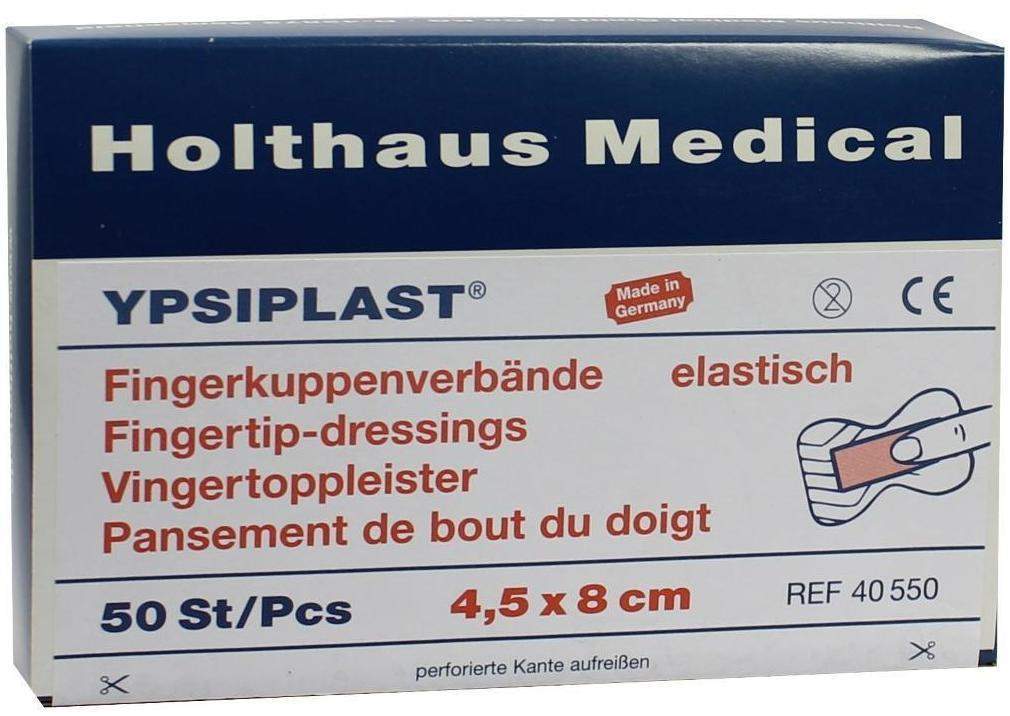 Holthaus Medical
YPSIPLAST®
Made in
Germany
2
CE
Fingerkuppenverbände elastisch
Fingertip-dressings
Vingertoppleister
Pansement de bout du doigt
50 St/Pcs 4,5 x 8 cm REF 40 550
perforierte Kante aufreißen